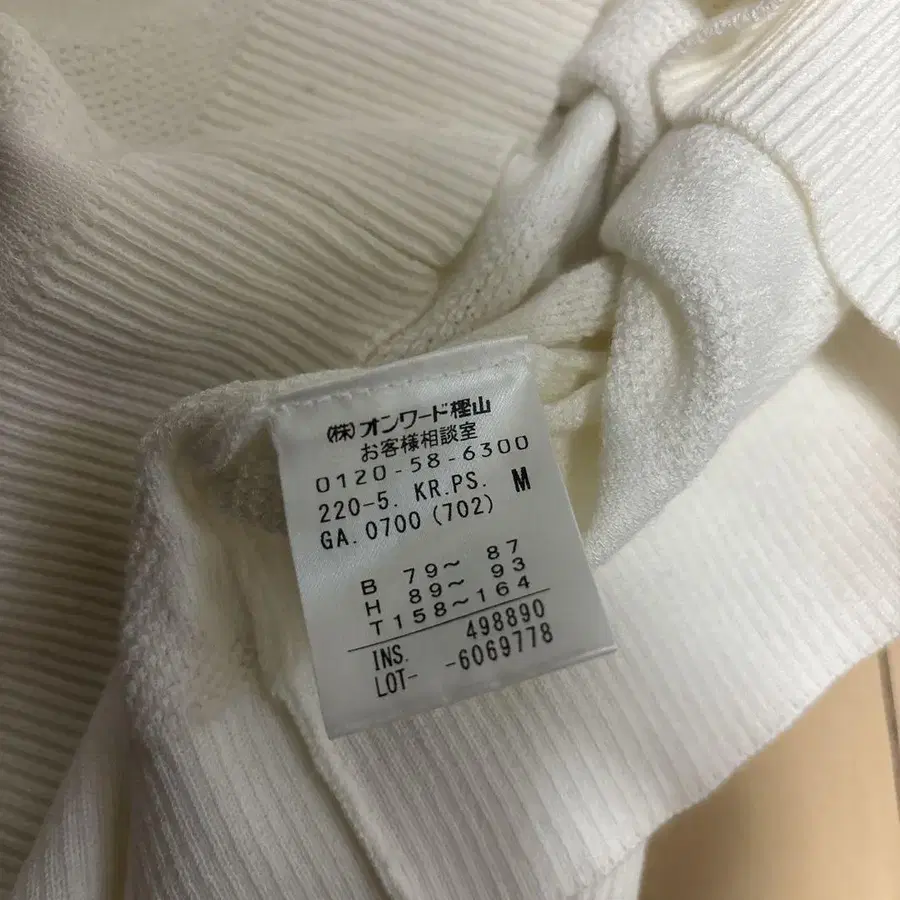 (株)オンワード樫山
お客様相談室
0120-58-6300
220-5. KR.PS. M
GA.0700(702)
B 79～ 87
H 89～ 93
T158～164
INS. 498890
LOT- -6069778